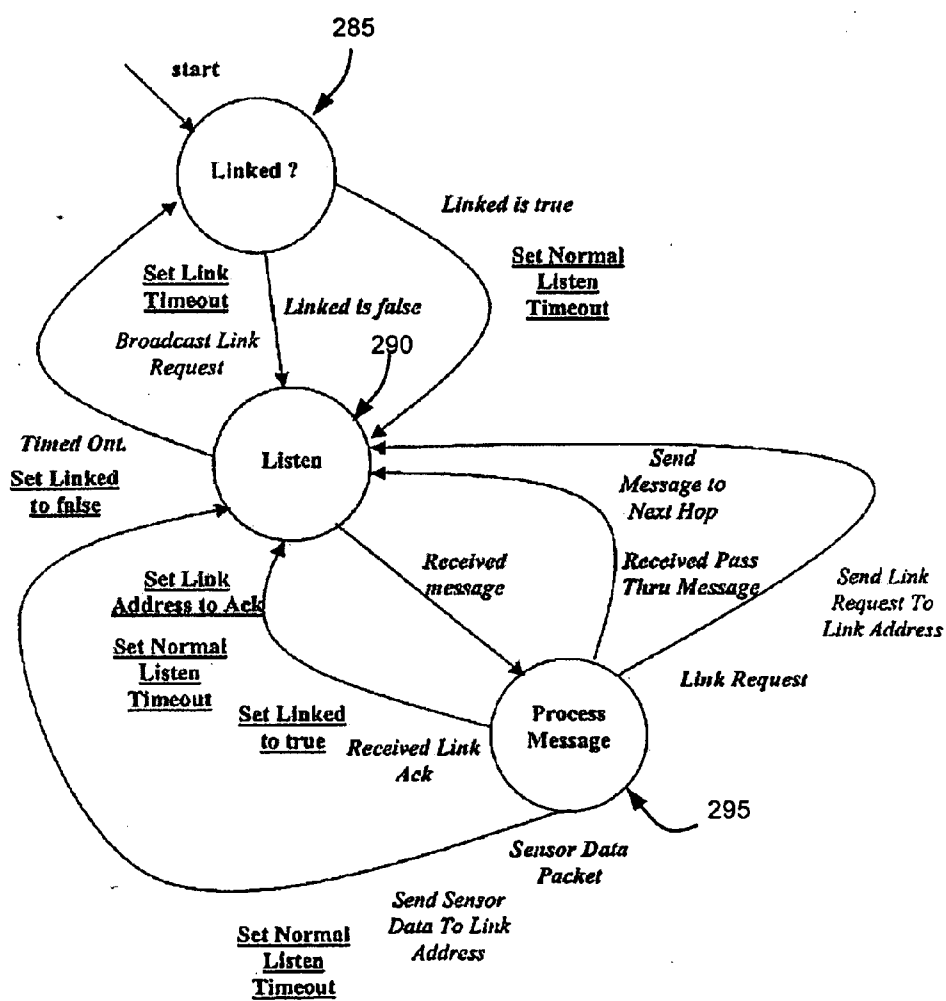 285
start
Linked ?
Linked is true
Set Normal
Listen
Timeout
Set Link
Timeout
Linked is false
Broadcast Link
Request
290
Timed Ont.
Set Linked
to false
Listen
Send
Message to
Next Hop
Received
message
Received Pass
Thru Message
Send Link
Request To
Link Address
Set Link
Address to Ack
Set Normal
Listen
Timeout
Link Request
Set Linked
to true
Received Link
Ack
Process
Message
295
Sensor Data
Packet
Send Sensor
Data To Link
Address
Set Normal
Listen
Timeout